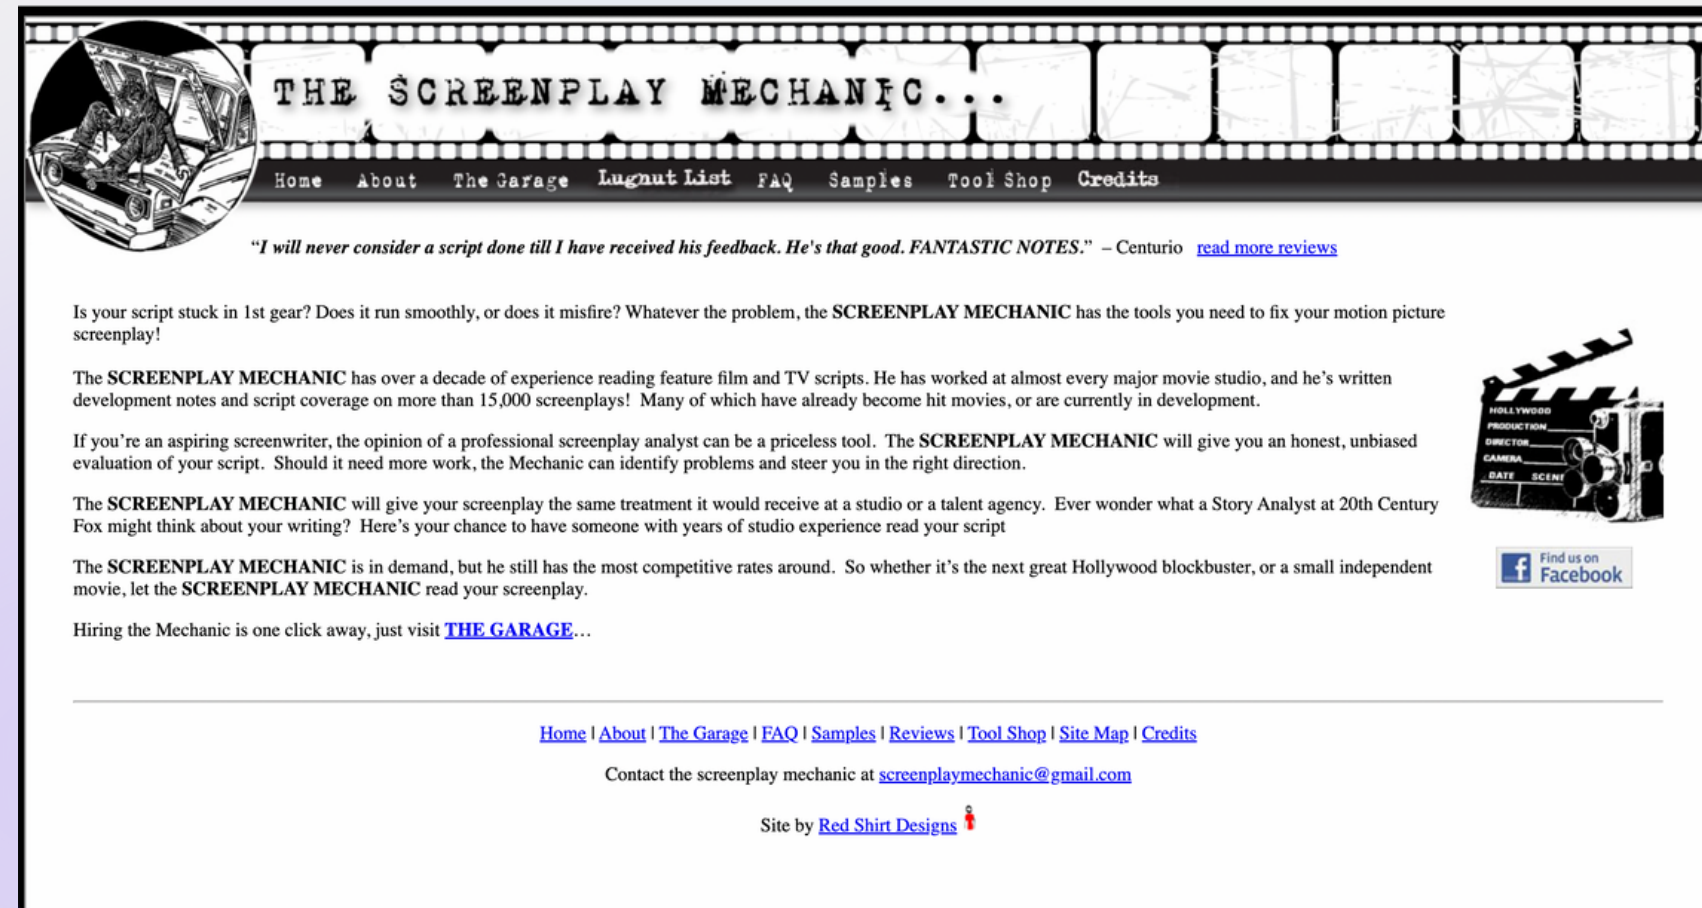 THE SCREENPLAY MECHANIC...
Home About The Garage Lugnut List FAQ Samples Tool Shop Credits
“I will never consider a script done till I have received his feedback. He's that good. FANTASTIC NOTES.” – Centurio read more reviews
Is your script stuck in 1st gear? Does it run smoothly, or does it misfire? Whatever the problem, the SCREENPLAY MECHANIC has the tools you need to fix your motion picture
screenplay!
The SCREENPLAY MECHANIC has over a decade of experience reading feature film and TV scripts. He has worked at almost every major movie studio, and he’s written
development notes and script coverage on more than 15,000 screenplays! Many of which have already become hit movies, or are currently in development.
If you’re an aspiring screenwriter, the opinion of a professional screenplay analyst can be a priceless tool. The SCREENPLAY MECHANIC will give you an honest, unbiased
evaluation of your script. Should it need more work, the Mechanic can identify problems and steer you in the right direction.
The SCREENPLAY MECHANIC will give your screenplay the same treatment it would receive at a studio or a talent agency. Ever wonder what a Story Analyst at 20th Century
Fox might think about your writing? Here’s your chance to have someone with years of studio experience read your script
The SCREENPLAY MECHANIC is in demand, but he still has the most competitive rates around. So whether it’s the next great Hollywood blockbuster, or a small independent
movie, let the SCREENPLAY MECHANIC read your screenplay.
Hiring the Mechanic is one click away, just visit THE GARAGE…
HOLLYWOOD
PRODUCTION
DIRECTOR
CAMERA
DATE SCENE
Find us on
Facebook
Home | About | The Garage | FAQ | Samples | Reviews | Tool Shop | Site Map | Credits
Contact the screenplay mechanic at screenplaymechanic@gmail.com
Site by Red Shirt Designs